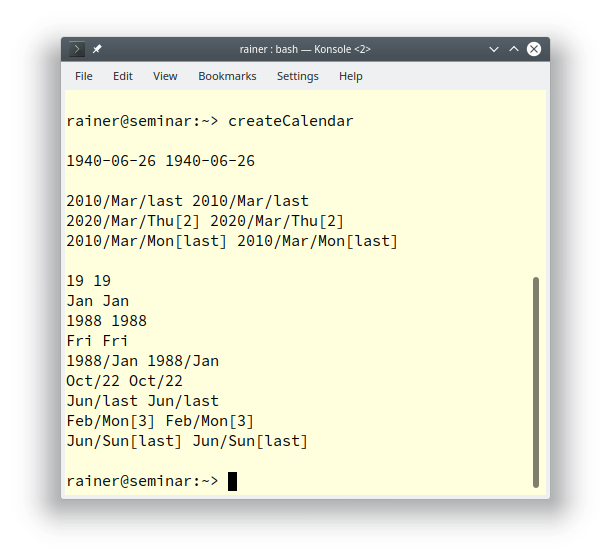 rainer : bash — Konsole <2>
File Edit View Bookmarks Settings Help
rainer@seminar:~> createCalendar
1940-06-26 1940-06-26
2010/Mar/last 2010/Mar/last
2020/Mar/Thu[2] 2020/Mar/Thu[2]
2010/Mar/Mon[last] 2010/Mar/Mon[last]
19 19
Jan Jan
1988 1988
Fri Fri
1988/Jan 1988/Jan
Oct/22 Oct/22
Jun/last Jun/last
Feb/Mon[3] Feb/Mon[3]
Jun/Sun[last] Jun/Sun[last]
rainer@seminar:~>